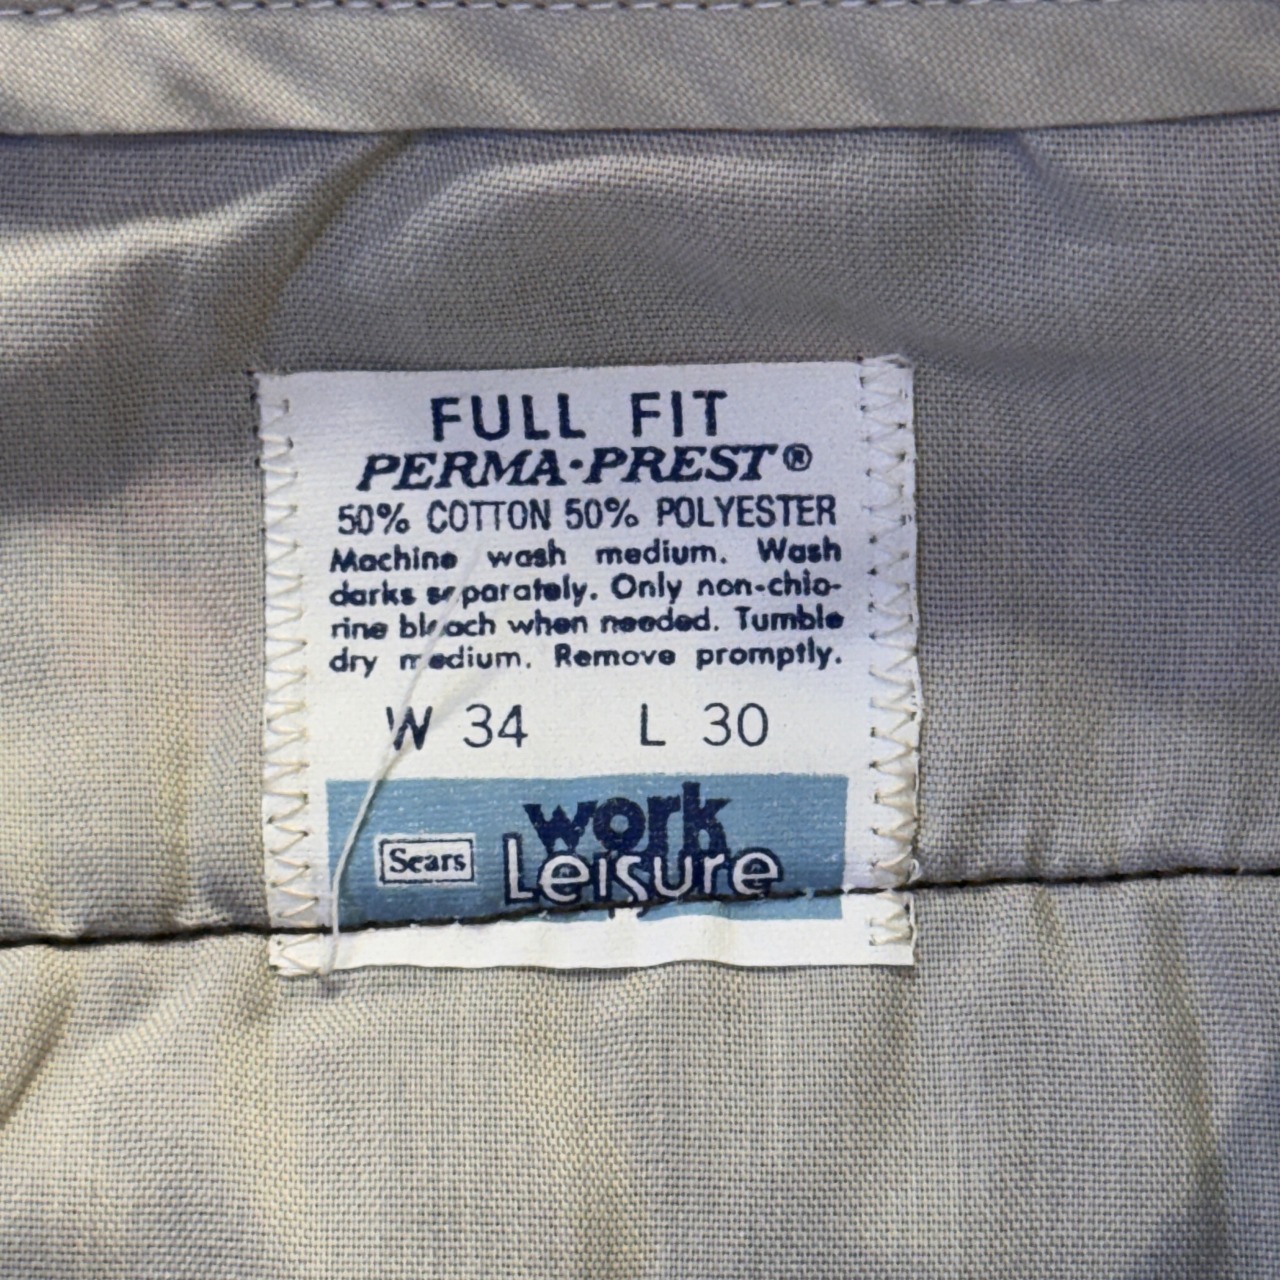 FULL FIT
PERMA·PREST®
50% COTTON 50% POLYESTER
Machine wash medium. Wash
darks separately. Only non-chlo-
rine bleach when needed. Tumble
dry medium. Remove promptly.
W 34 L 30
work
Sears Leisure